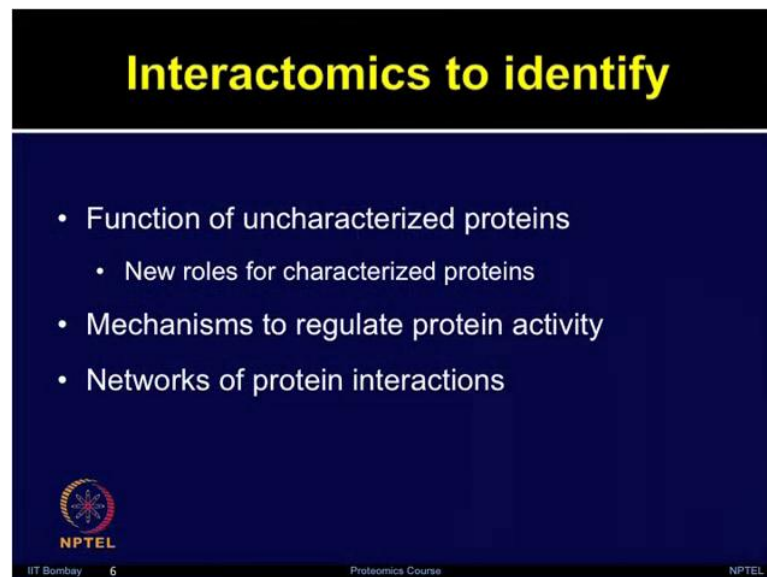 Interactomics to identify
• Function of uncharacterized proteins
• New roles for characterized proteins
• Mechanisms to regulate protein activity
• Networks of protein interactions
NPTEL
IIT Bombay 6 Proteomics Course NPTEL